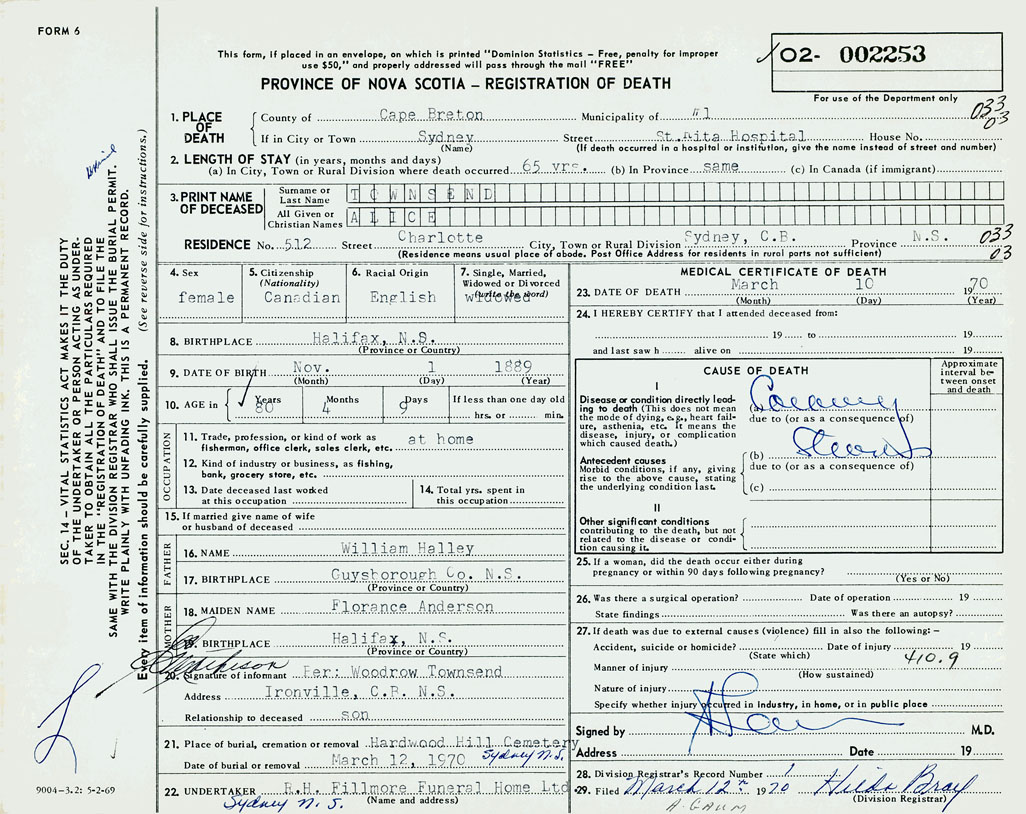 FORM 6
This form, if placed in an envelope, on which is printed "Dominion Statistics – Free, penalty for improper
use $50," and properly addressed will pass through the mail "FREE"
PROVINCE OF NOVA SCOTIA – REGISTRATION OF DEATH
02- 002253
For use of the Department only
1. PLACE OF DEATH
County of Cape Breton Municipality of #1
033
03
If in City or Town Sydney Street St. Rita Hospital House No.
(Name) (If death occurred in a hospital or institution, give the name instead of street and number)
2. LENGTH OF STAY (in years, months and days)
(a) In City, Town or Rural Division where death occurred 65 yrs. (b) In Province same (c) In Canada (if immigrant)
3. PRINT NAME OF DECEASED
Surname or Last Name TOWNSEND
All Given or Christian Names ALICE
RESIDENCE No. 512 Street Charlotte City, Town or Rural Division Sydney, C.B. Province N.S.
033
03
(Residence means usual place of abode. Post Office Address for residents in rural parts not sufficient)
4. Sex
female
5. Citizenship
(Nationality)
Canadian
6. Racial Origin
English
7. Single, Married,
Widowed or Divorced
(write the word)
widowed
8. BIRTHPLACE Halifax, N.S.
(Province or Country)
9. DATE OF BIRTH Nov. 1 1889
(Month) (Day) (Year)
10. AGE in
Years Months Days If less than one day old
80 4 9 hrs. or min.
OCCUPATION
11. Trade, profession, or kind of work as
fisherman, office clerk, sales clerk, etc. at home
12. Kind of industry or business, as fishing,
bank, grocery store, etc.
13. Date deceased last worked
at this occupation
14. Total yrs. spent in
this occupation
15. If married give name of wife
or husband of deceased
FATHER
16. NAME William Halley
17. BIRTHPLACE Guysborough Co. N.S.
(Province or Country)
MOTHER
18. MAIDEN NAME Florance Anderson
19. BIRTHPLACE Halifax, N.S.
(Province or Country)
20. Signature of informant Per: Woodrow Townsend
Address Ironville, C.B. N.S.
Relationship to deceased son
21. Place of burial, cremation or removal Hardwood Hill Cemetery
Sydney N.S.
Date of burial or removal March 12, 1970
22. UNDERTAKER R.H. Fillmore Funeral Home Ltd
(Name and address)
Sydney N. S.
MEDICAL CERTIFICATE OF DEATH
23. DATE OF DEATH March 10 1970
(Month) (Day) (Year)
24. I HEREBY CERTIFY that I attended deceased from:
19 to 19
and last saw h alive on 19
CAUSE OF DEATH
Approximate
interval be-
tween onset
and death
I
Disease or condition directly lead-
ing to death (This does not
mean the mode of dying, e.g., heart fail-
ure, asthenia, etc. It means the
disease, injury, or complication
which caused death.)
(a) Coronary
due to (or as a consequence of)
Antecedent causes
Morbid conditions, if any, giving
rise to the above cause, stating
the underlying condition last.
(b)
due to (or as a consequence of)
(c)
II
Other significant conditions
contributing to the death, but not
related to the disease or condi-
tion causing it.
25. If a woman, did the death occur either during
pregnancy or within 90 days following pregnancy?
(Yes or No)
26. Was there a surgical operation? Date of operation 19
State findings Was there an autopsy?
27. If death was due to external causes (violence) fill in also the following: –
Accident, suicide or homicide? Date of injury 19
(State which)
410.9
Manner of injury
(How sustained)
Nature of injury
Specify whether injury occurred in industry, in home, or in public place
Signed by M.D.
Address Date 19
28. Division Registrar's Record Number 1
29. Filed March 12th 1970 Hilda Bray
(Division Registrar)
A. GAUM
SEC. 14 – VITAL STATISTICS ACT MAKES IT THE DUTY
OF THE UNDERTAKER OR PERSON ACTING AS UNDER-
TAKER TO OBTAIN ALL THE PARTICULARS REQUIRED
IN THE "REGISTRATION OF DEATH" AND TO FILE THE
SAME WITH THE DIVISION REGISTRAR WHO SHALL ISSUE THE BURIAL PERMIT.
WRITE PLAINLY WITH UNFADING INK. THIS IS A PERMANENT RECORD.
Every item of information should be carefully supplied. (See reverse side for instructions.)
9004–3.2: 5-2-69